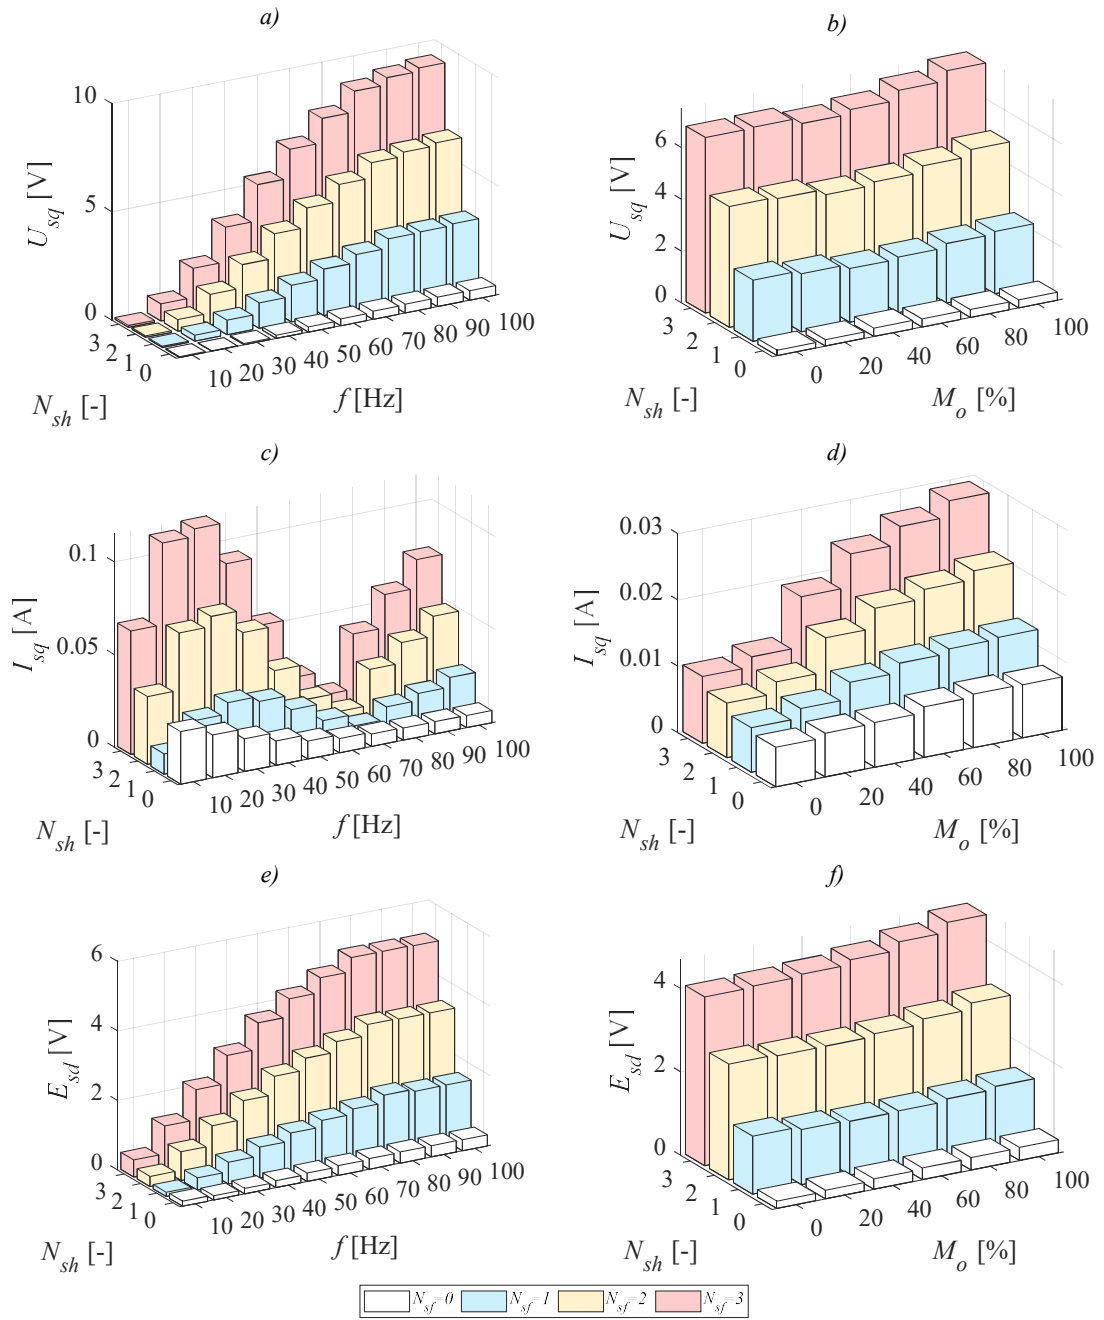 a)
b)
10
5
0
U_sq [V]
3
2
1
0
N_sh [-]
10 20 30 40 50 60 70 80 90 100
f [Hz]
6
4
2
0
U_sq [V]
3
2
1
0
N_sh [-]
0 20 40 60 80 100
M_o [%]
c)
d)
0.1
0.05
0
I_sq [A]
3
2
1
0
N_sh [-]
10 20 30 40 50 60 70 80 90 100
f [Hz]
0.03
0.02
0.01
0
I_sq [A]
3
2
1
0
N_sh [-]
0 20 40 60 80 100
M_o [%]
e)
f)
6
4
2
0
E_sd [V]
3
2
1
0
N_sh [-]
10 20 30 40 50 60 70 80 90 100
f [Hz]
4
2
0
E_sd [V]
3
2
1
0
N_sh [-]
0 20 40 60 80 100
M_o [%]
N_sf=0 N_sf=1 N_sf=2 N_sf=3